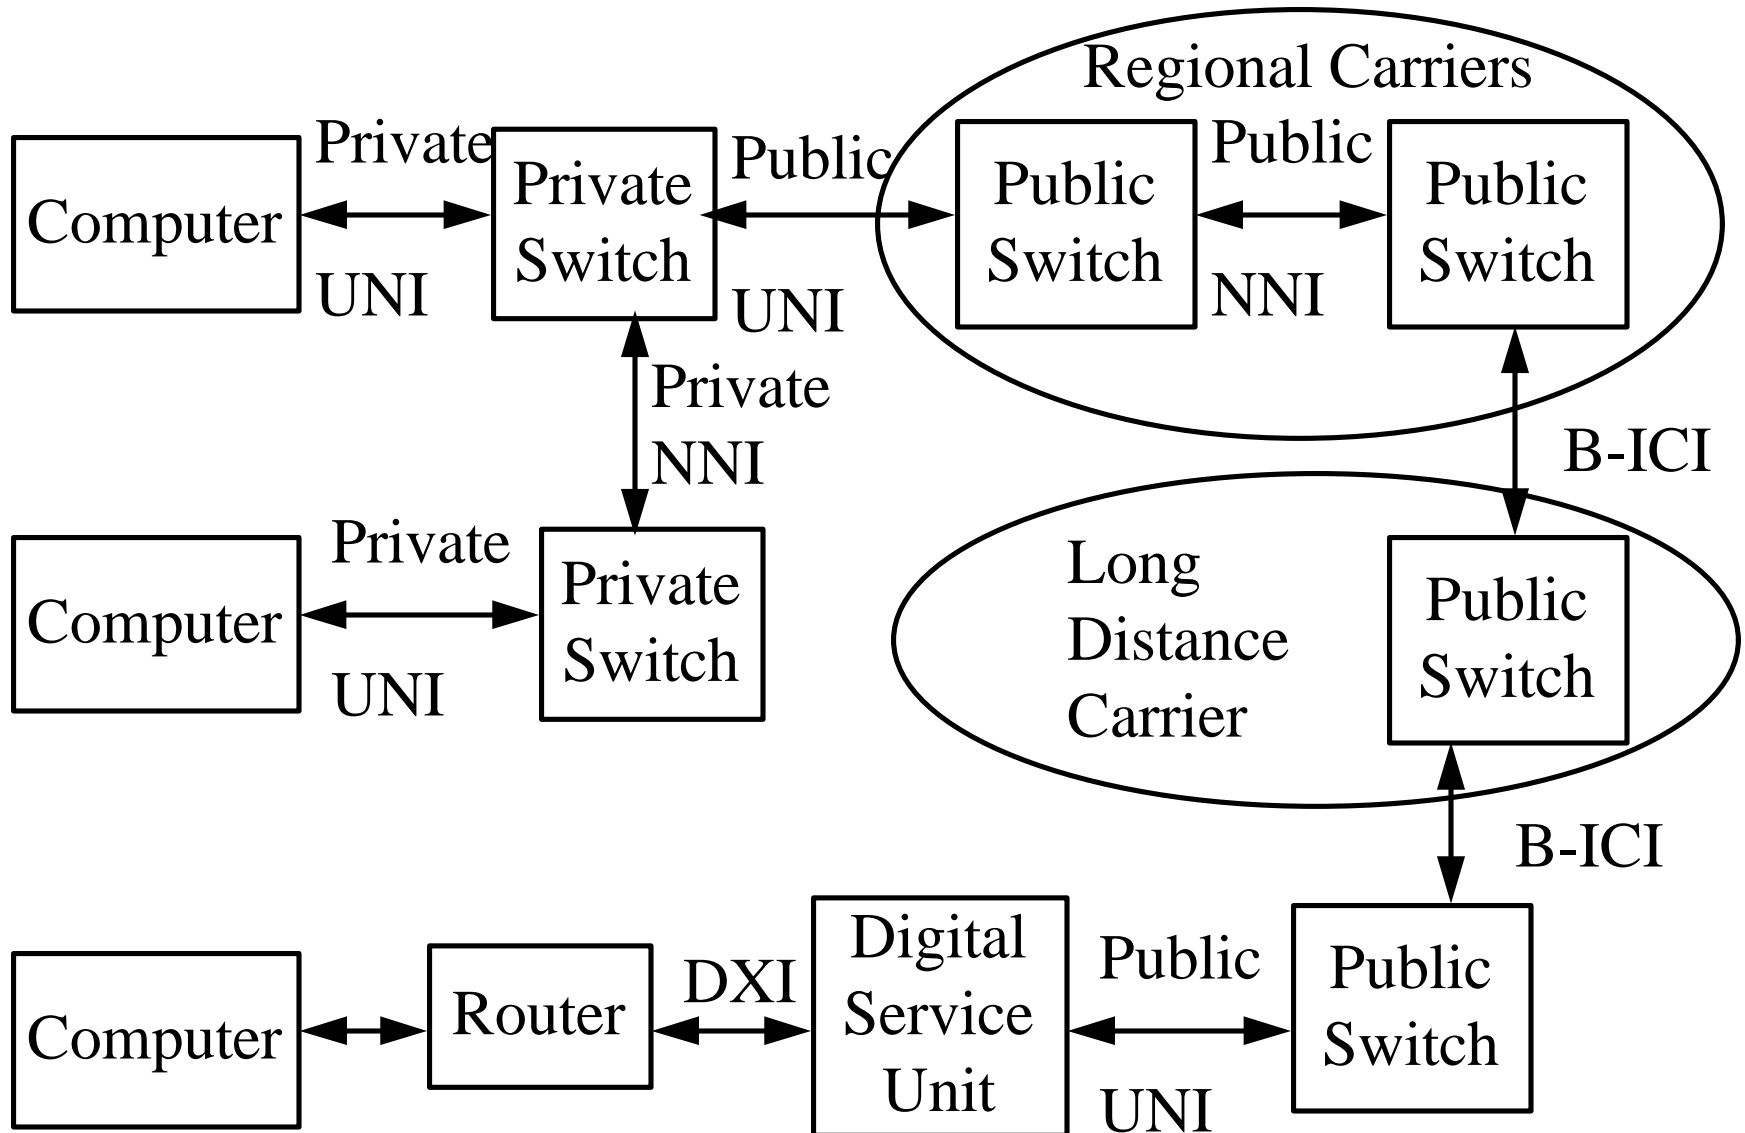 Regional Carriers
Computer
Private
UNI
Private
Switch
Public
UNI
Public
Switch
Public
NNI
Public
Switch
Private
NNI
B-ICI
Computer
Private
UNI
Private
Switch
Long
Distance
Carrier
Public
Switch
B-ICI
Computer
Router
DXI
Digital
Service
Unit
Public
UNI
Public
Switch